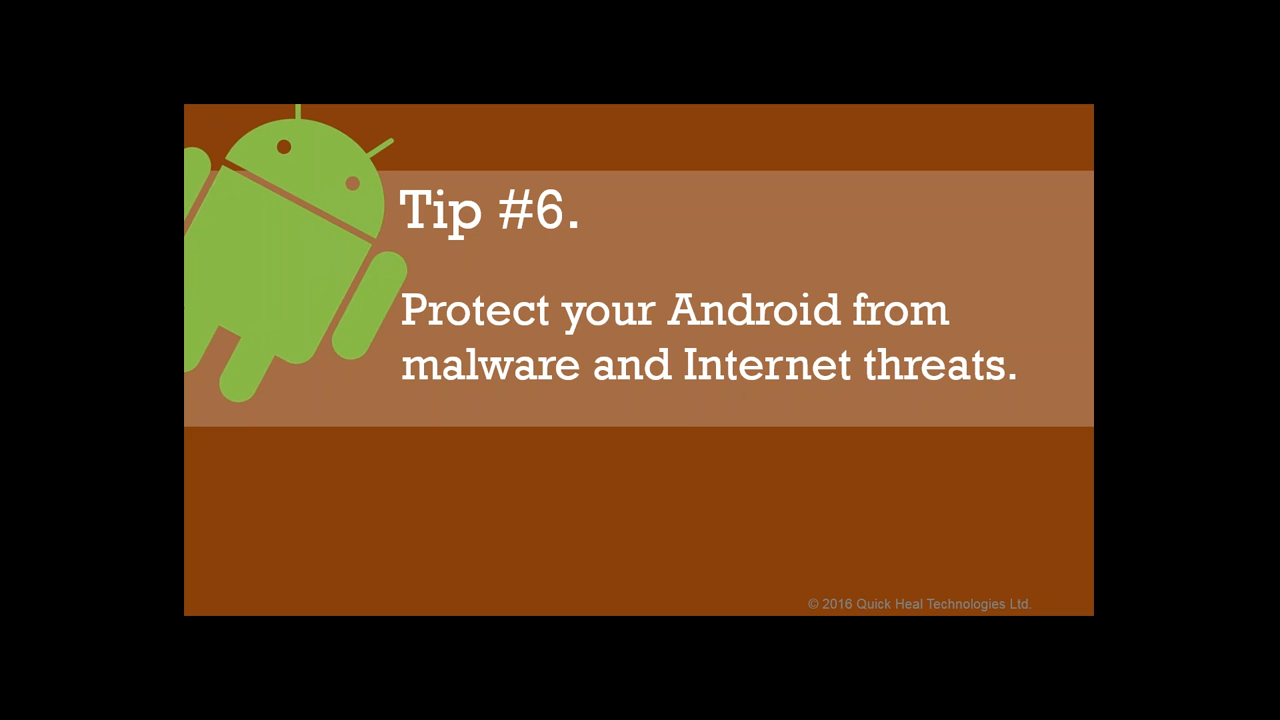 Tip #6.
Protect your Android from
malware and Internet threats.
© 2016 Quick Heal Technologies Ltd.